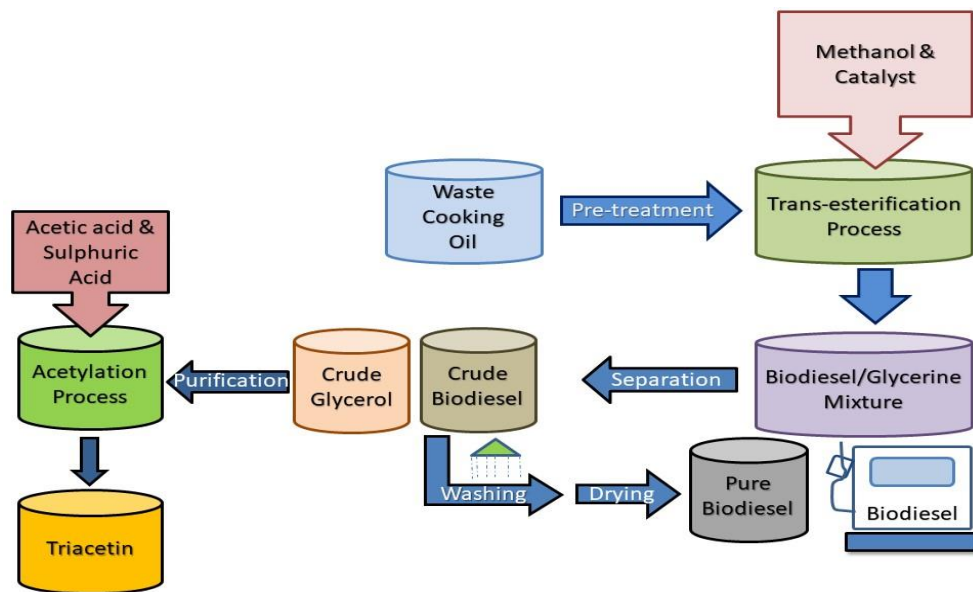 Methanol &
Catalyst
Waste
Cooking
Oil
Pre-treatment
Trans-esterification
Process
Acetic acid &
Sulphuric
Acid
Acetylation
Process
Purification
Crude
Glycerol
Crude
Biodiesel
Separation
Biodiesel/Glycerine
Mixture
Washing
Drying
Pure
Biodiesel
Biodiesel
Triacetin